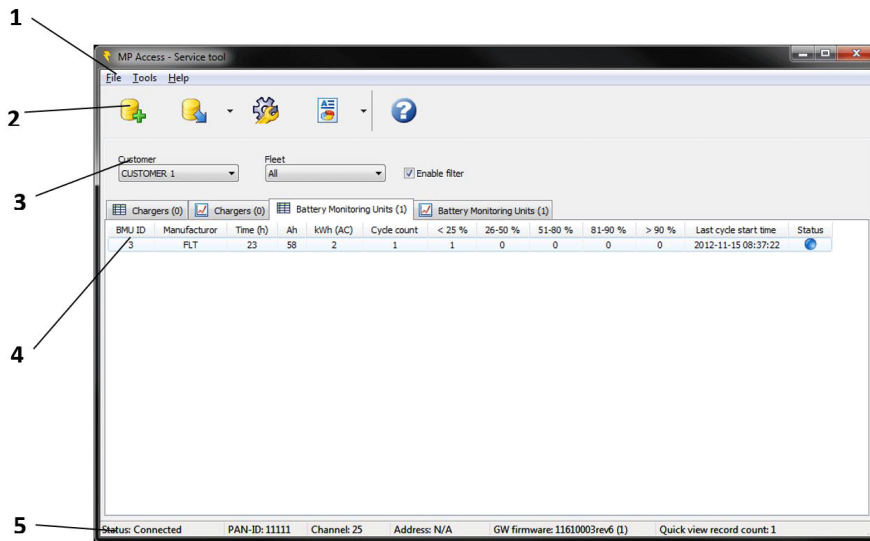 1
MP Access - Service tool
File Tools Help
2
Customer Fleet
3
CUSTOMER 1 All Enable filter
Chargers (0) Chargers (0) Battery Monitoring Units (1) Battery Monitoring Units (1)
BMU ID Manufacturor Time (h) Ah kWh (AC) Cycle count < 25 % 26-50 % 51-80 % 81-90 % > 90 % Last cycle start time Status
3 FLT 23 58 2 1 1 0 0 0 0 2012-11-15 08:37:22
4
5
Status: Connected PAN-ID: 11111 Channel: 25 Address: N/A GW firmware: 11610003rev6 (1) Quick view record count: 1